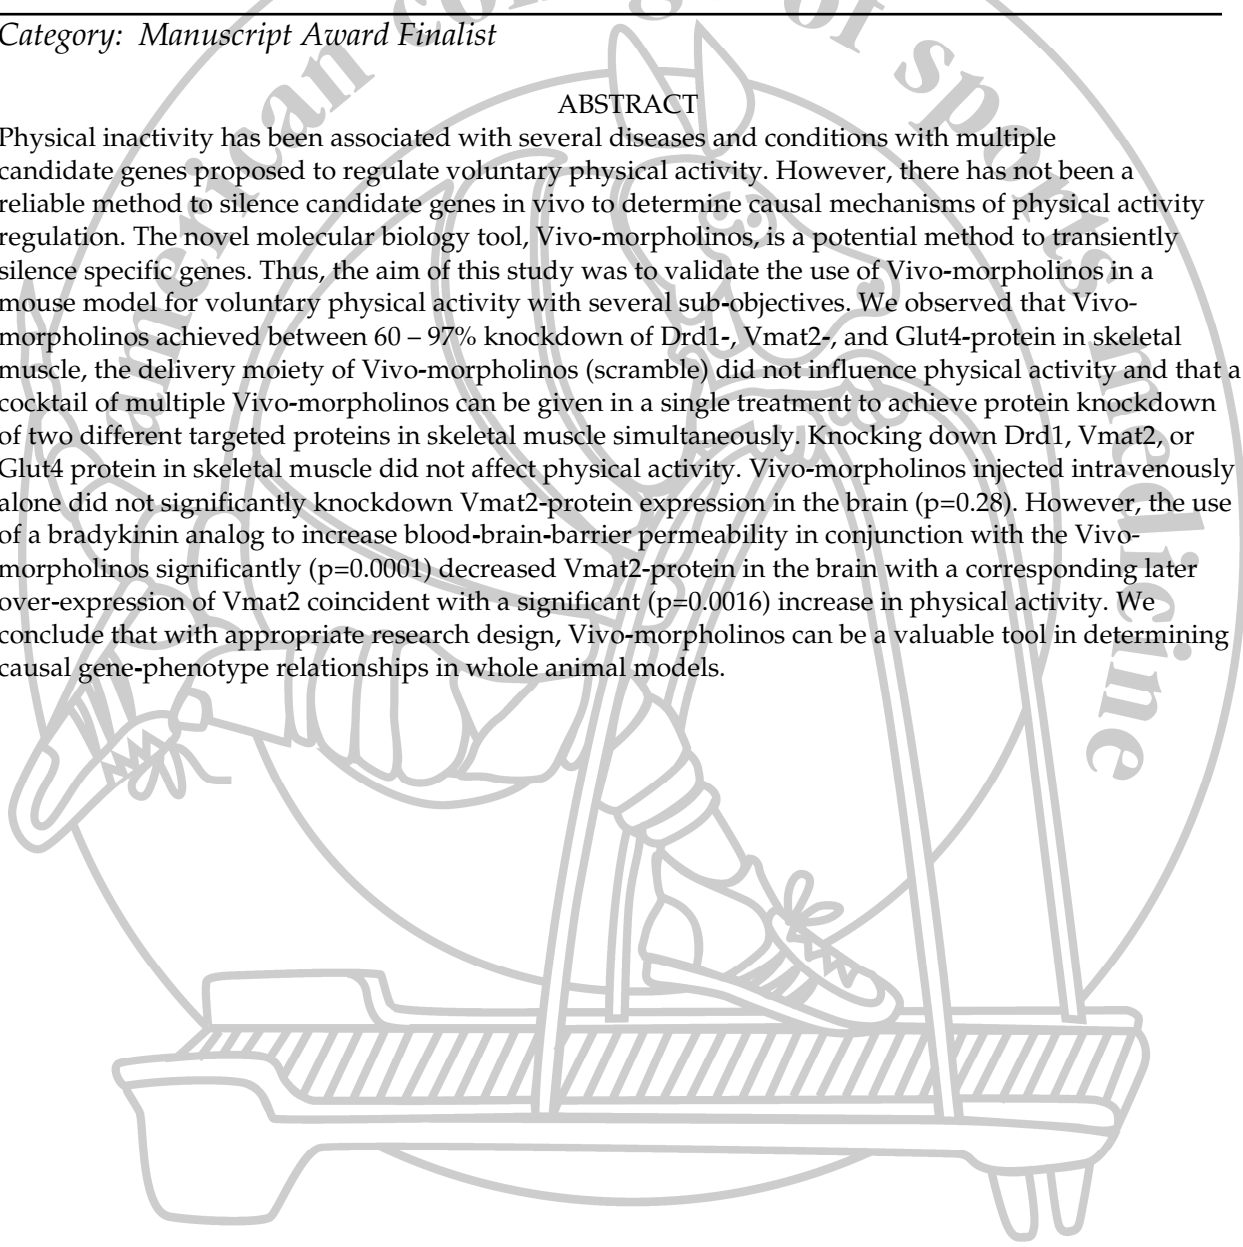 Category: Manuscript Award Finalist
ABSTRACT
Physical inactivity has been associated with several diseases and conditions with multiple
candidate genes proposed to regulate voluntary physical activity. However, there has not been a
reliable method to silence candidate genes in vivo to determine causal mechanisms of physical activity
regulation. The novel molecular biology tool, Vivo-morpholinos, is a potential method to transiently
silence specific genes. Thus, the aim of this study was to validate the use of Vivo-morpholinos in a
mouse model for voluntary physical activity with several sub-objectives. We observed that Vivo-
morpholinos achieved between 60 – 97% knockdown of Drd1-, Vmat2-, and Glut4-protein in skeletal
muscle, the delivery moiety of Vivo-morpholinos (scramble) did not influence physical activity and that a
cocktail of multiple Vivo-morpholinos can be given in a single treatment to achieve protein knockdown
of two different targeted proteins in skeletal muscle simultaneously. Knocking down Drd1, Vmat2, or
Glut4 protein in skeletal muscle did not affect physical activity. Vivo-morpholinos injected intravenously
alone did not significantly knockdown Vmat2-protein expression in the brain (p=0.28). However, the use
of a bradykinin analog to increase blood-brain-barrier permeability in conjunction with the Vivo-
morpholinos significantly (p=0.0001) decreased Vmat2-protein in the brain with a corresponding later
over-expression of Vmat2 coincident with a significant (p=0.0016) increase in physical activity. We
conclude that with appropriate research design, Vivo-morpholinos can be a valuable tool in determining
causal gene-phenotype relationships in whole animal models.
american
of sports medicine